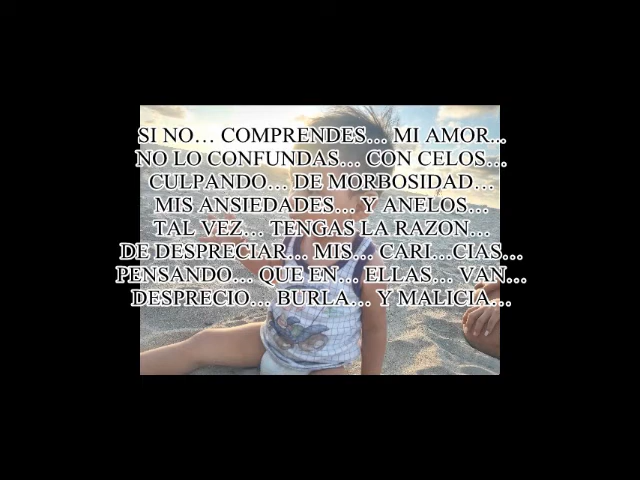 SI NO… COMPRENDES… MI AMOR...
NO LO CONFUNDAS… CON CELOS…
CULPANDO… DE MORBOSIDAD…
MIS ANSIEDADES… Y ANELOS…
TAL VEZ… TENGAS LA RAZON…
DE DESPRECIAR… MIS… CARI…CIAS…
PENSANDO… QUE EN… ELLAS… VAN…
DESPRECIO… BURLA… Y MALICIA…